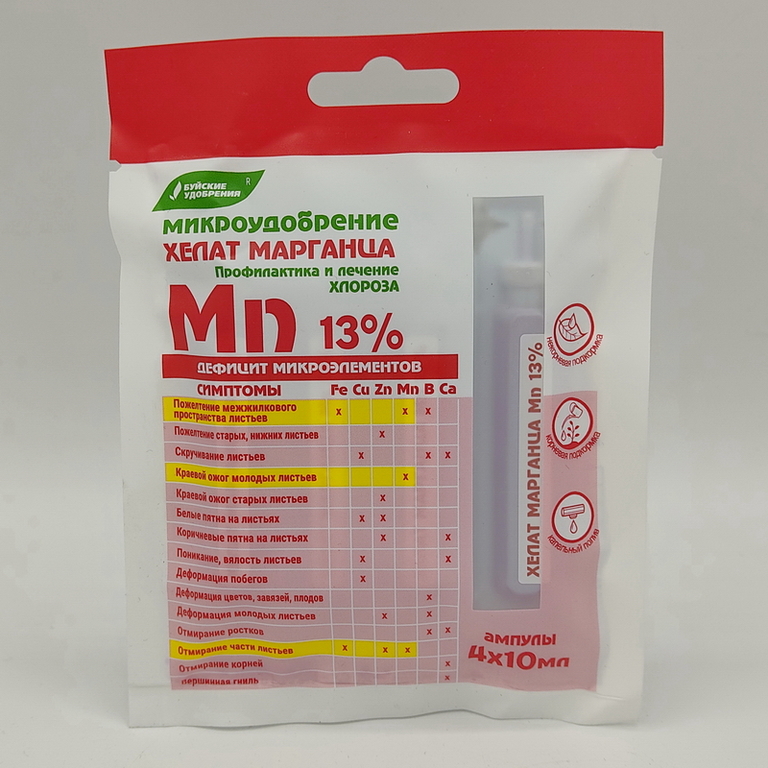 БУЙСКИЕ
УДОБРЕНИЯ
R
МИКРОУДОБРЕНИЕ
ХЕЛАТ МАРГАНЦА
Профилактика и лечение
ХЛОРОЗА
Mn 13%
ДЕФИЦИТ МИКРОЭЛЕМЕНТОВ
СИМПТОМЫ Fe Cu Zn Mn B Ca
Пожелтение межжилкового
пространства листьев x x x
Пожелтение старых, нижних листьев x
Скручивание листьев x x x
Краевой ожог молодых листьев x
Краевой ожог старых листьев x
Белые пятна на листьях x x
Коричневые пятна на листьях x x
Поникание, вялость листьев x x
Деформация побегов x
Деформация цветов, завязей, плодов x
Деформация молодых листьев x x
Отмирание ростков x x
Отмирание части листьев x x x x
Отмирание корней x
Вершинная гниль x
ХЕЛАТ МАРГАНЦА Mn 13%
некорневая подкормка
корневая подкормка
капельный полив
АМПУЛЫ
4х10мл